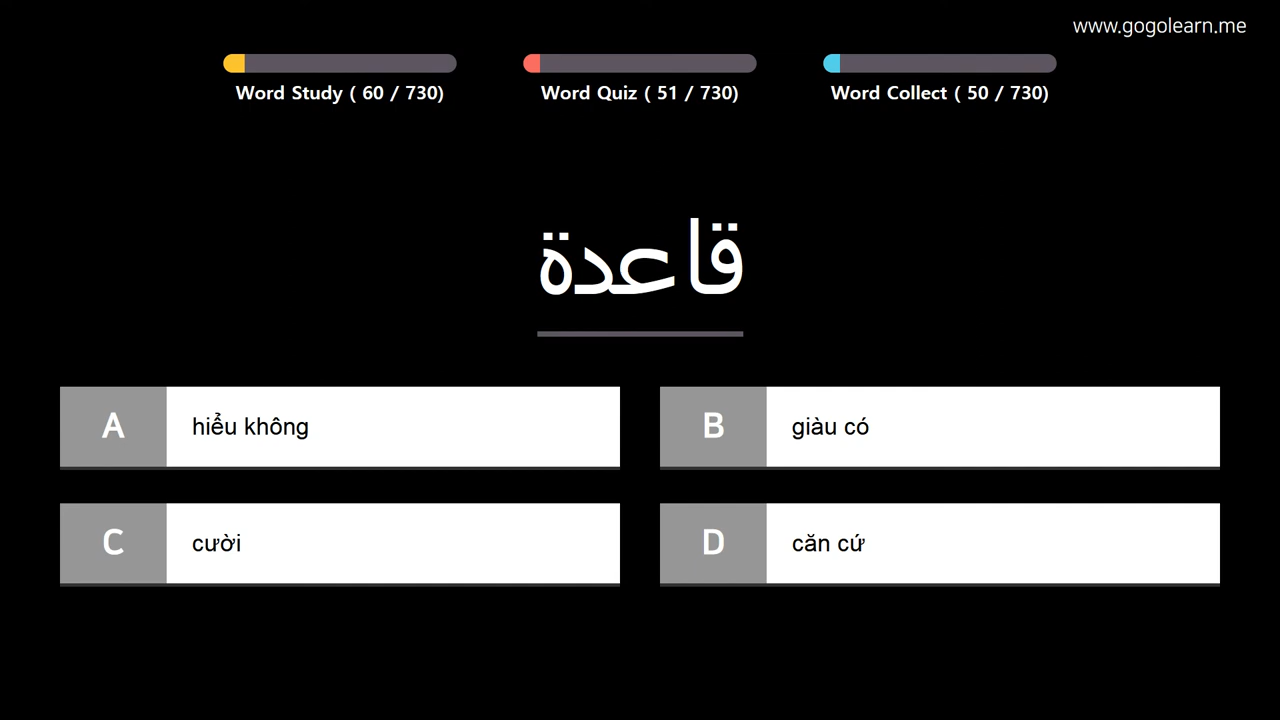 www.gogolearn.me
Word Study ( 60 / 730)
Word Quiz ( 51 / 730)
Word Collect ( 50 / 730)
قاعدة
A hiểu không
B giàu có
C cười
D căn cứ